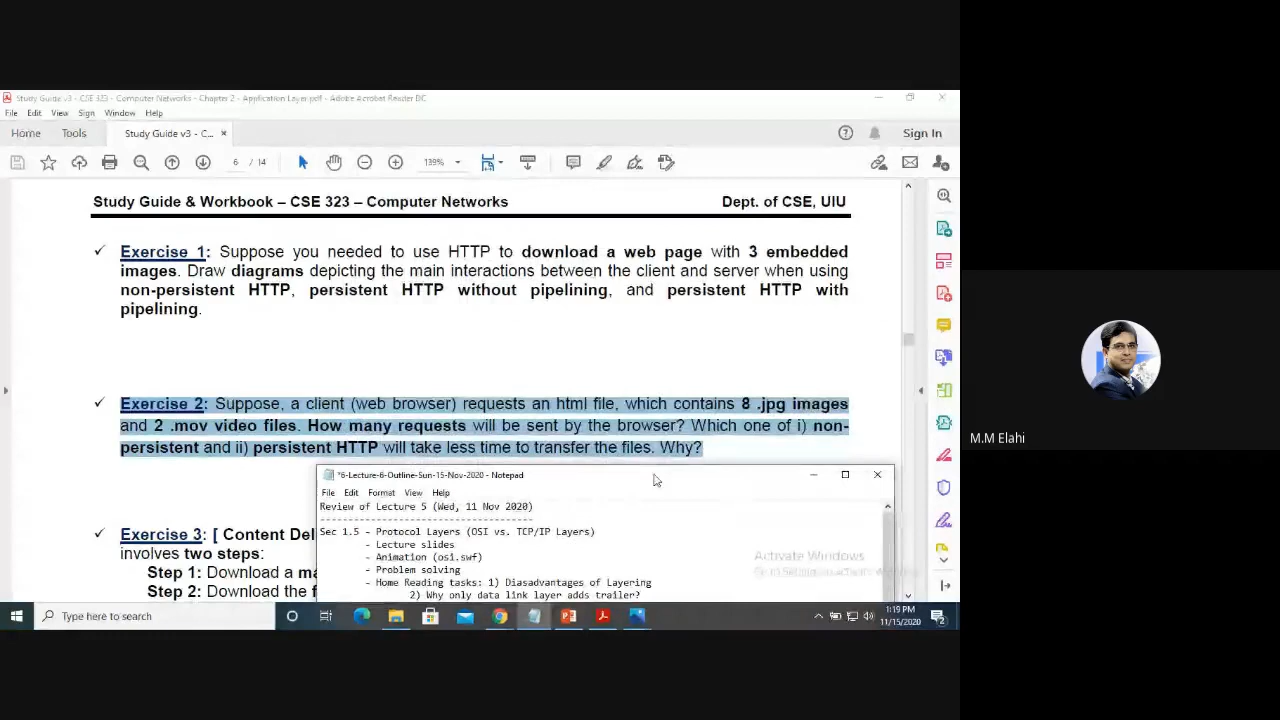 Study Guide v3 - CSE 323 - Computer Networks - Chapter 2 - Application Layer.pdf - Adobe Acrobat Reader DC
File Edit View Sign Window Help
Home Tools Study Guide v3 - C... × Sign In
6 / 14 139%
Study Guide & Workbook – CSE 323 – Computer Networks Dept. of CSE, UIU
✓ Exercise 1: Suppose you needed to use HTTP to download a web page with 3 embedded
images. Draw diagrams depicting the main interactions between the client and server when using
non-persistent HTTP, persistent HTTP without pipelining, and persistent HTTP with
pipelining.
✓ Exercise 2: Suppose, a client (web browser) requests an html file, which contains 8 .jpg images
and 2 .mov video files. How many requests will be sent by the browser? Which one of i) non-
persistent and ii) persistent HTTP will take less time to transfer the files. Why?
*6-Lecture-6-Outline-Sun-15-Nov-2020 - Notepad
File Edit Format View Help
Review of Lecture 5 (Wed, 11 Nov 2020)
----------------------------------
Sec 1.5 - Protocol Layers (OSI vs. TCP/IP Layers)
- Lecture slides
- Animation (osi.swf)
- Problem solving
- Home Reading tasks: 1) Diasadvantages of Layering
2) Why only data link layer adds trailer?
✓ Exercise 3: [ Content Del
involves two steps:
Step 1: Download a ma
Step 2: Download the f
Activate Windows
M.M Elahi
Type here to search
1:19 PM
11/15/2020
2